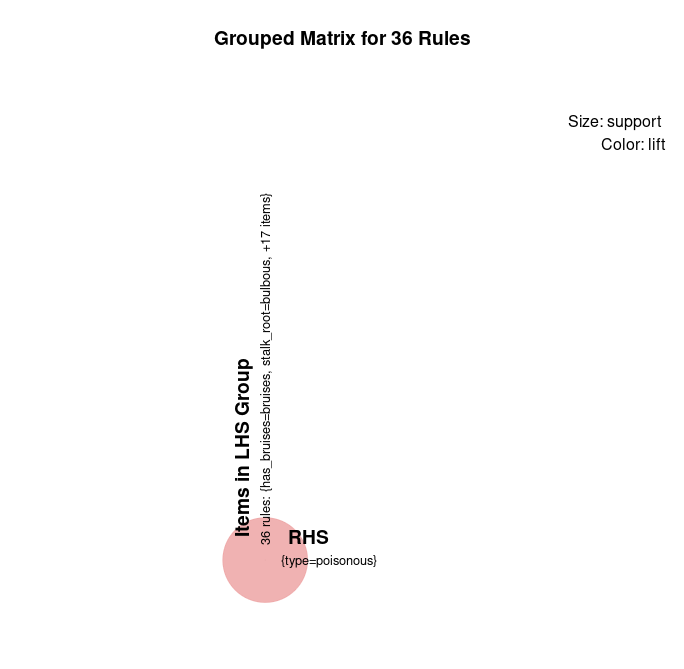 Grouped Matrix for 36 Rules
Size: support
Color: lift
Items in LHS Group
36 rules: {has_bruises=bruises, stalk_root=bulbous, +17 items}
RHS
{type=poisonous}